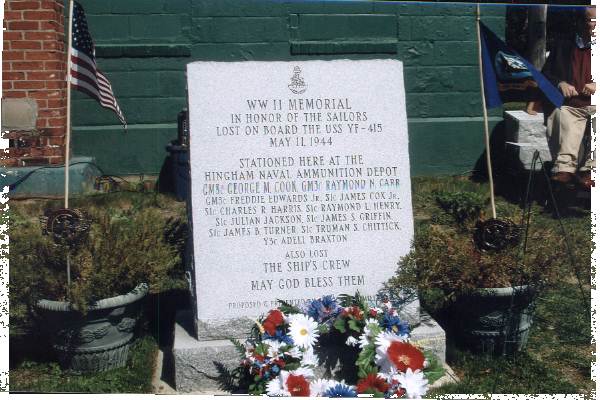 WW II MEMORIAL
IN HONOR OF THE SAILORS
LOST ON BOARD THE USS YF-415
MAY 11, 1944
STATIONED HERE AT THE
HINGHAM NAVAL AMMUNITION DEPOT
GM3c GEORGE M. COOK, GM3c RAYMOND N. CARR
GM3c FREDDIE EDWARDS Jr, S1c JAMES COX Jr.
S1c CHARLES R. HARRIS, S1c RAYMOND L. HENRY,
S1c JULIAN JACKSON, S1c JAMES S. GRIFFIN,
S1c JAMES B. TURNER, S1c TRUMAN S. CHITTICK,
Y3c ADELL BRAXTON
ALSO LOST
THE SHIP'S CREW
MAY GOD BLESS THEM
PROPOSED & PRESENTED